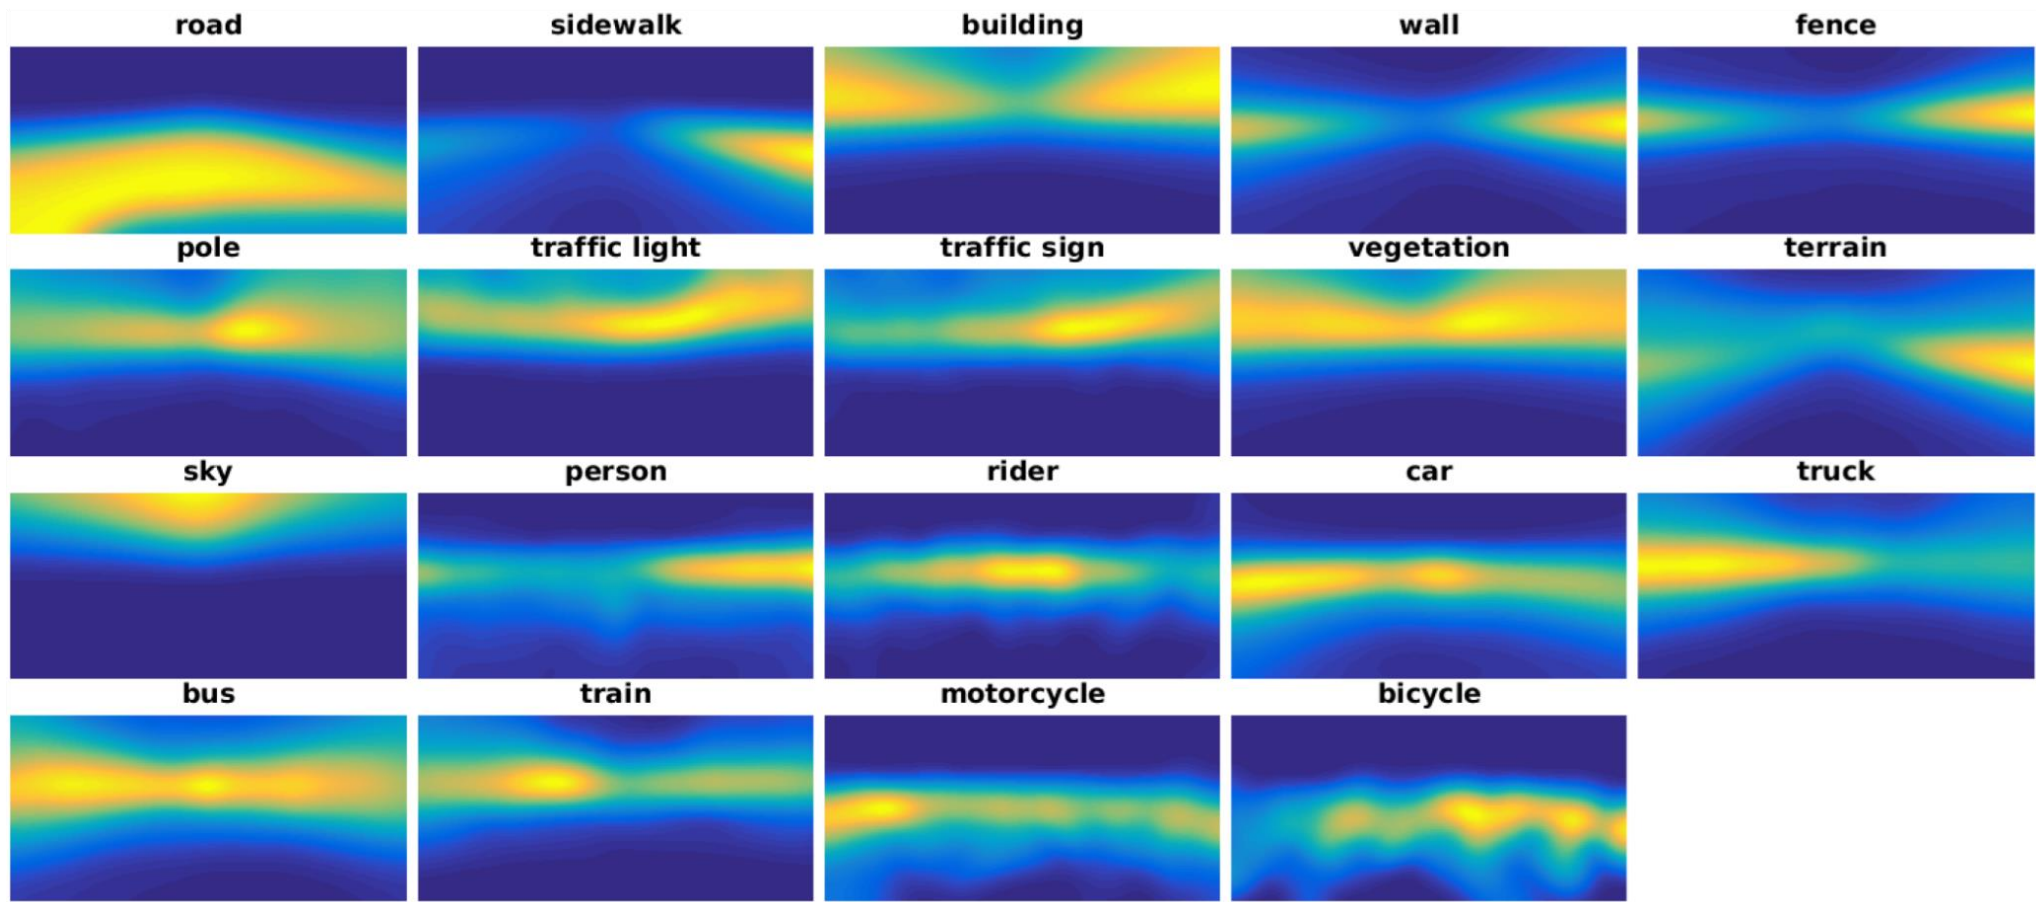 road sidewalk building wall fence
pole traffic light traffic sign vegetation terrain
sky person rider car truck
bus train motorcycle bicycle